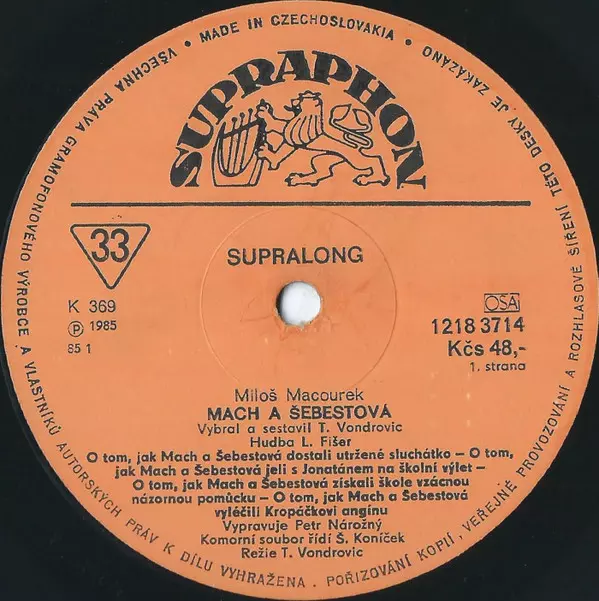 VŠECHNA PRÁVA GRAMOFONOVÉHO VÝROBCE A VLASTNÍKŮ AUTORSKÝCH PRÁV K DÍLU VYHRAŽENA. POŘIZOVÁNÍ KOPIÍ, VEŘEJNÉ PROVOZOVÁNÍ A ROZHLASOVÉ ŠÍŘENÍ TÉTO DESKY JE ZAKÁZÁNO
• MADE IN CZECHOSLOVAKIA •
SUPRAPHON
33
SUPRALONG
K 369
Ⓟ 1985
85 1
OSA
1218 3714
Kčs 48,-
1. strana
Miloš Macourek
MACH A ŠEBESTOVÁ
Vybral a sestavil T. Vondrovic
Hudba L. Fišer
O tom, jak Mach a Šebestová dostali utržené sluchátko – O tom,
jak Mach a Šebestová jeli s Jonatánem na školní výlet –
O tom, jak Mach a Šebestová získali škole vzácnou
názornou pomůcku – O tom, jak Mach a Šebestová
vyléčili Kropáčkovi angínu
Vypravuje Petr Nárožný
Komorní soubor řídí Š. Koníček
Režie T. Vondrovic